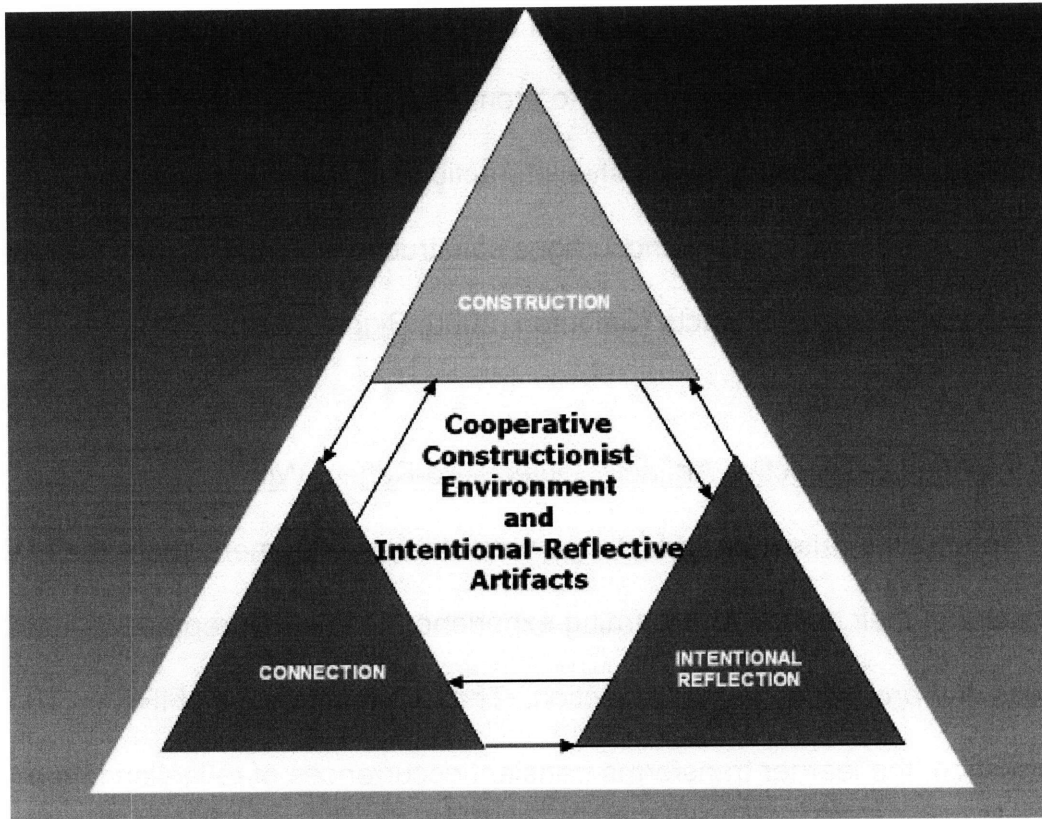 CONSTRUCTION
Cooperative
Constructionist
Environment
and
Intentional-Reflective
Artifacts
CONNECTION
INTENTIONAL
REFLECTION